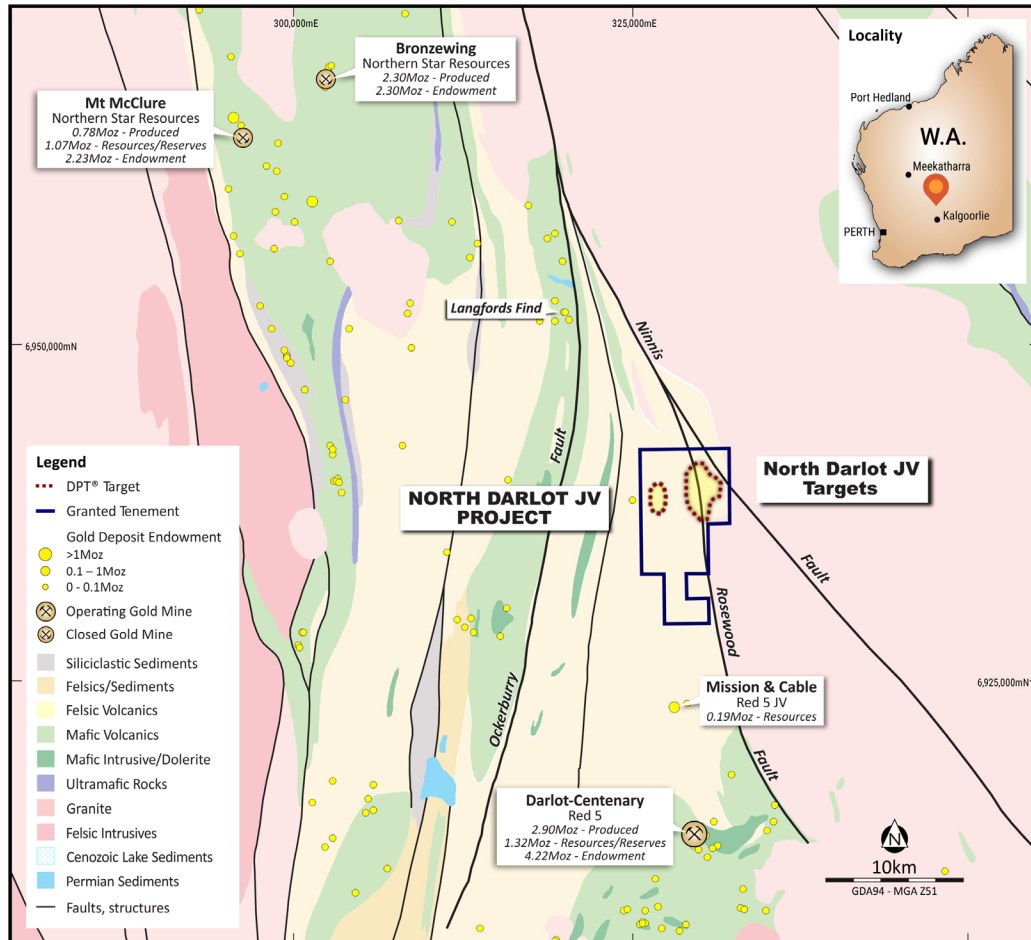 300,000mE
325,000mE
Bronzewing
Northern Star Resources
2.30Moz - Produced
2.30Moz - Endowment
Mt McClure
Northern Star Resources
0.78Moz - Produced
1.07Moz - Resources/Reserves
2.23Moz - Endowment
Locality
Port Hedland
W.A.
Meekatharra
Kalgoorlie
PERTH
Langfords Find
Ninnis
6,950,000mN
Fault
Legend
DPT® Target
Granted Tenement
Gold Deposit Endowment
>1Moz
0.1 – 1Moz
0 - 0.1Moz
Operating Gold Mine
Closed Gold Mine
Siliciclastic Sediments
Felsics/Sediments
Felsic Volcanics
Mafic Volcanics
Mafic Intrusive/Dolerite
Ultramafic Rocks
Granite
Felsic Intrusives
Cenozoic Lake Sediments
Permian Sediments
Faults, structures
NORTH DARLOT JV
PROJECT
North Darlot JV
Targets
Fault
Rosewood
Ockerburry
6,925,000mN
Mission & Cable
Red 5 JV
0.19Moz - Resources
Fault
Darlot-Centenary
Red 5
2.90Moz - Produced
1.32Moz - Resources/Reserves
4.22Moz - Endowment
N
10km
GDA94 - MGA Z51